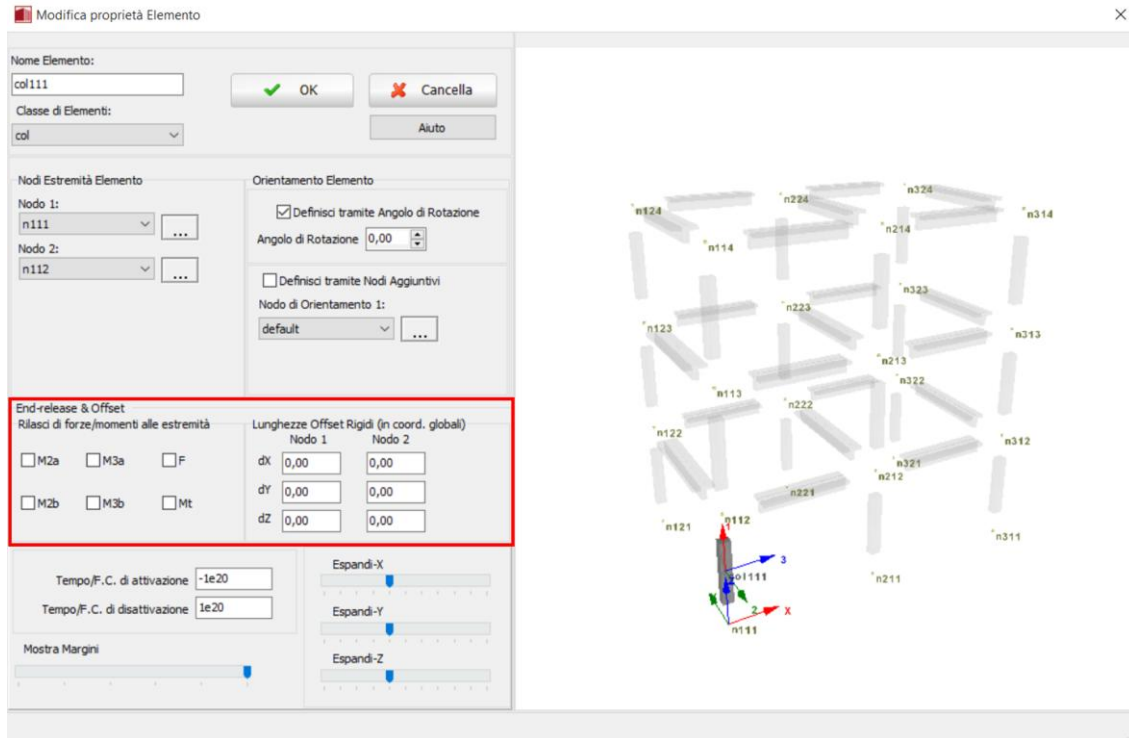 Modifica proprietà Elemento
Nome Elemento:
col111
OK
Cancella
Classe di Elementi:
col
Aiuto
Nodi Estremità Elemento
Nodo 1:
n111
...
Nodo 2:
n112
...
Orientamento Elemento
Definisci tramite Angolo di Rotazione
Angolo di Rotazione 0,00
Definisci tramite Nodi Aggiuntivi
Nodo di Orientamento 1:
default
...
End-release & Offset
Rilasci di forze/momenti alle estremità
M2a M3a F
M2b M3b Mt
Lunghezze Offset Rigidi (in coord. globali)
Nodo 1 Nodo 2
dX 0,00 0,00
dY 0,00 0,00
dZ 0,00 0,00
Tempo/F.C. di attivazione -1e20
Tempo/F.C. di disattivazione 1e20
Mostra Margini
Espandi-X
Espandi-Y
Espandi-Z
n324
n224
n124
n314
n214
n114
n323
n223
n123
n313
n213
n322
n113
n222
n122
n312
n321
n212
n221
n112
n121
1
n311
3
col111
n211
2
X
n111